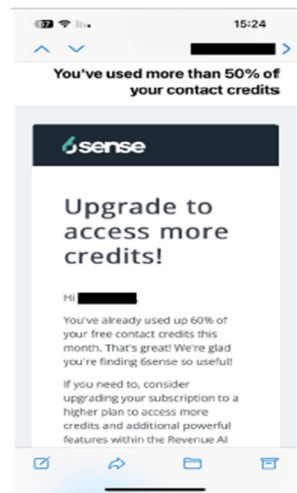 67
15:24
You've used more than 50% of
your contact credits
6sense
Upgrade to
access more
credits!
Hi
You've already used up 60% of
your free contact credits this
month. That's great! We're glad
you're finding 6sense so useful!
If you need to, consider
upgrading your subscription to a
higher plan to access more
credits and additional powerful
features within the Revenue AI